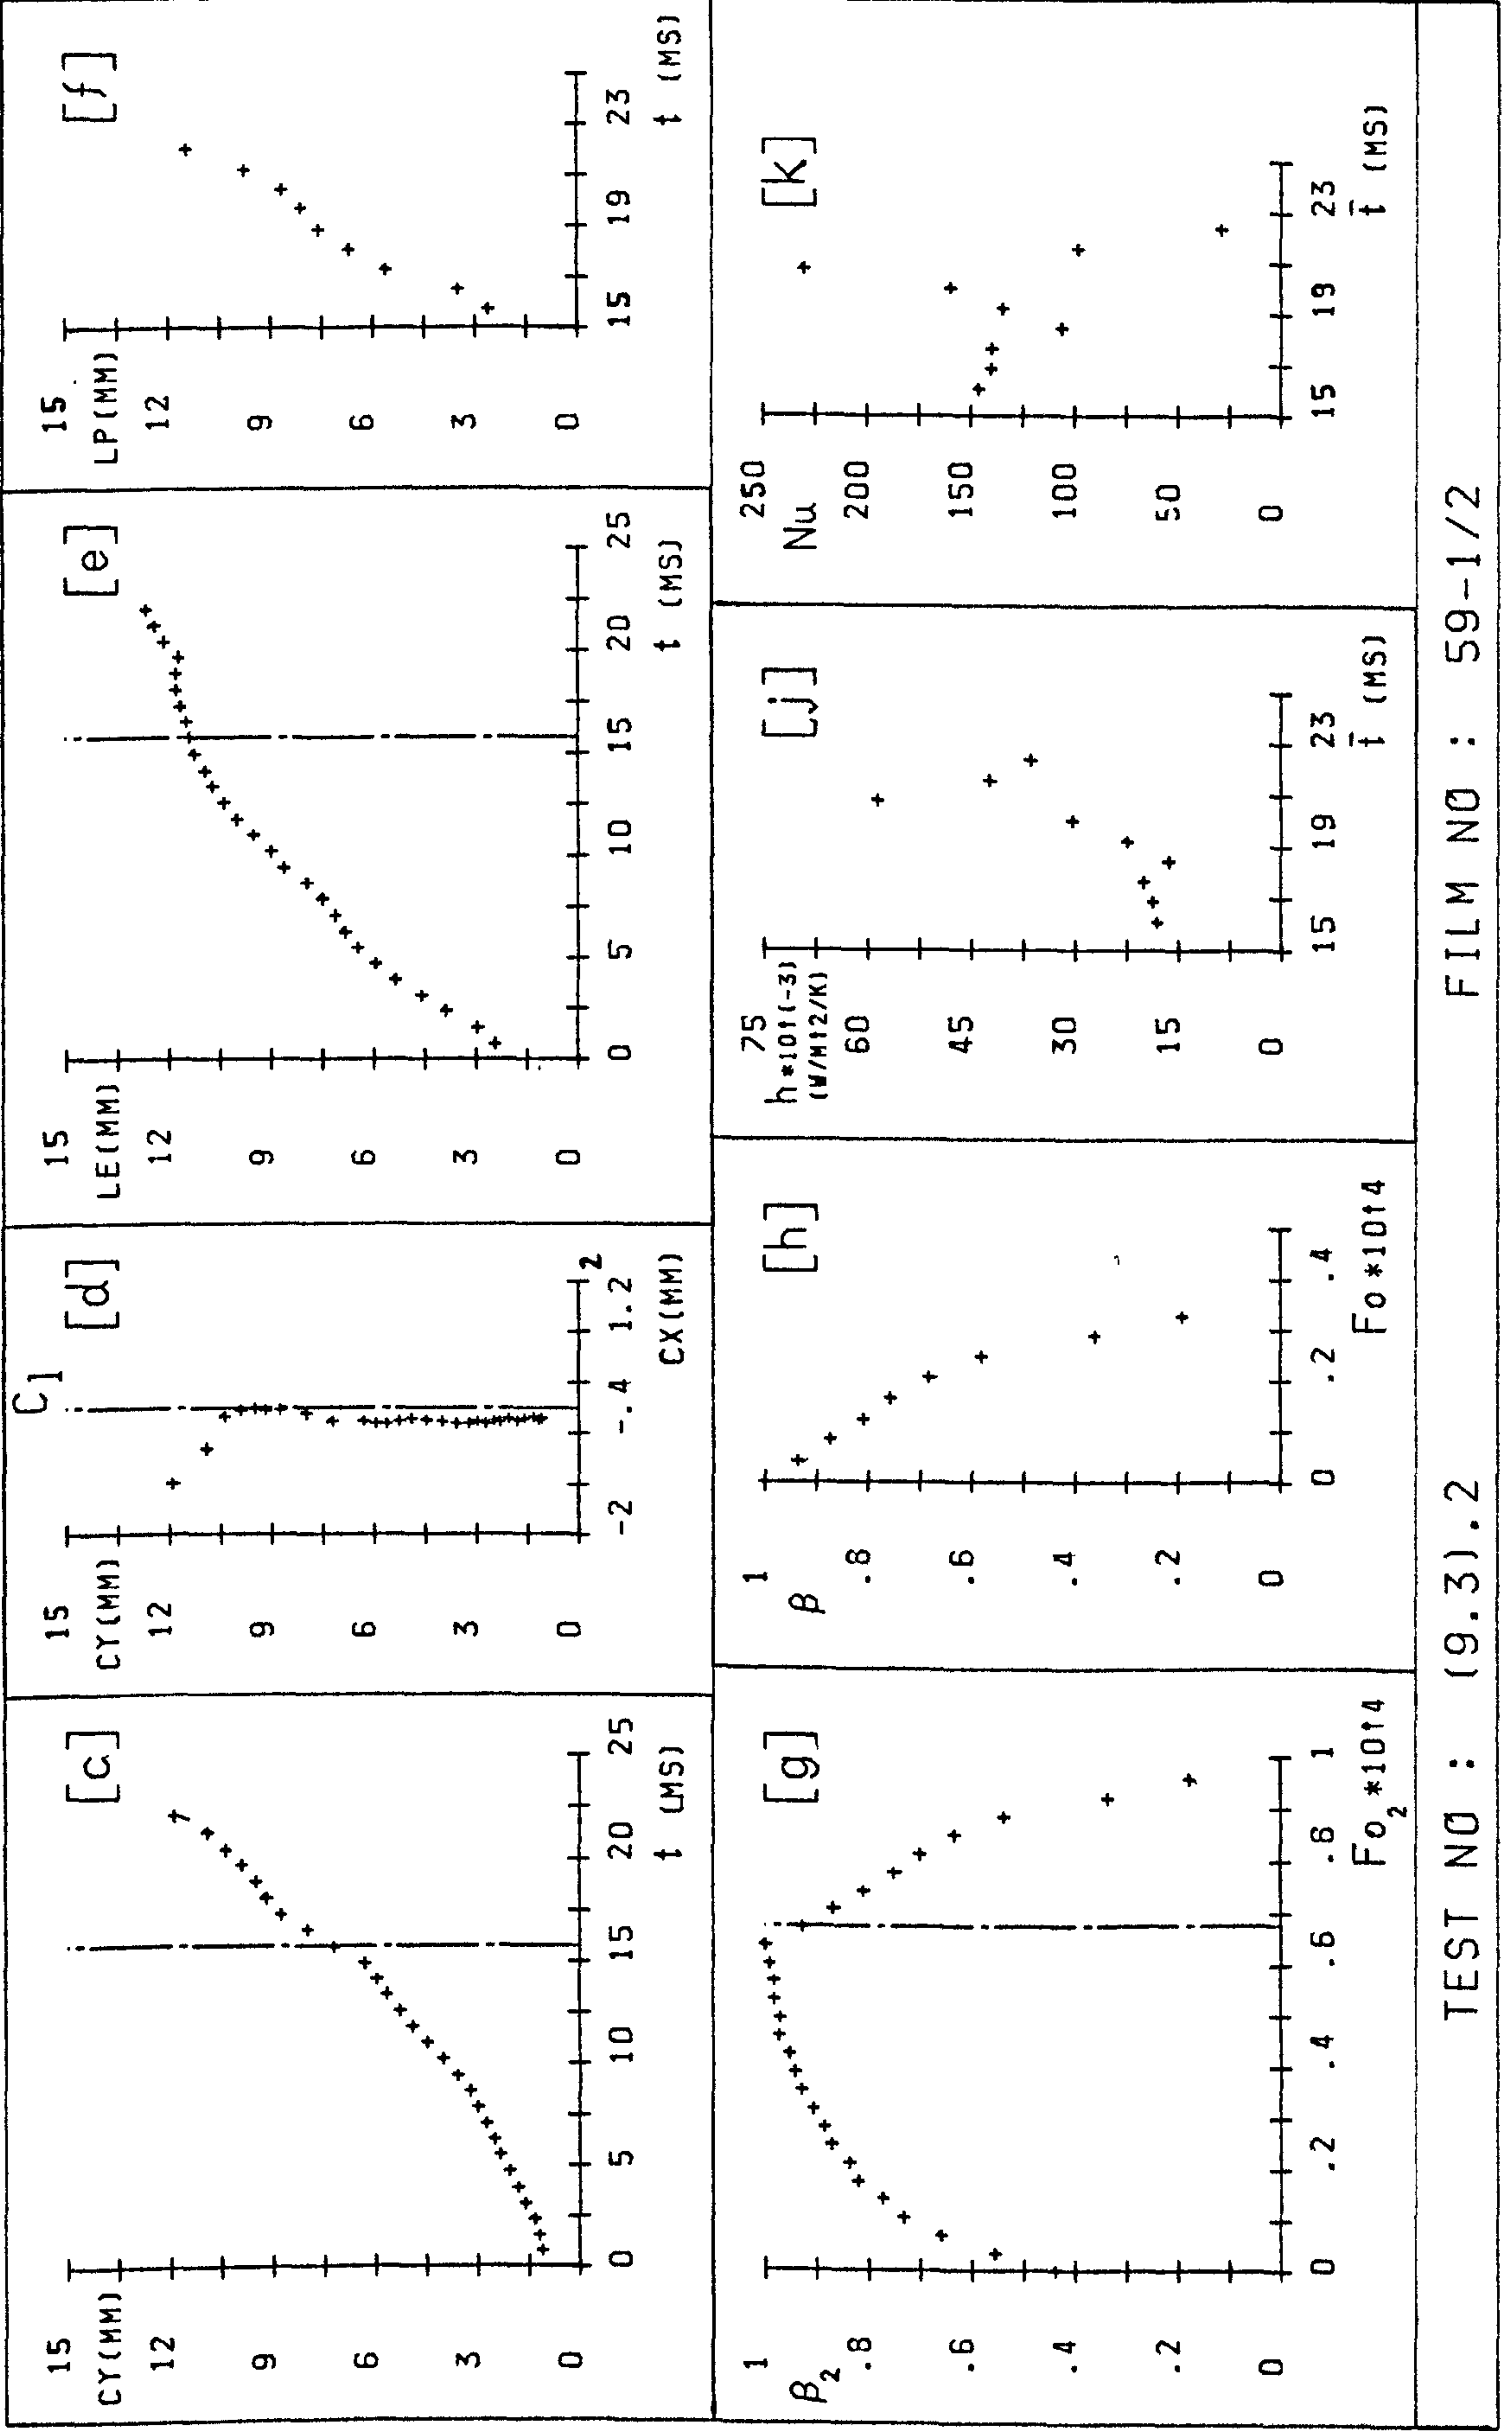 [c]
15
CY(MM)
12
9
6
3
0
0 5 10 15 20 25
t (MS)
C1 [d]
15
CY(MM)
12
9
6
3
0
-2 -.4 1.2 2
CX(MM)
[e]
15
LE(MM)
12
9
6
3
0
0 5 10 15 20 25
t (MS)
[f]
15
LP(MM)
12
9
6
3
0
15 19 23
t (MS)
[g]
1
β2
.8
.6
.4
.2
0
0 .2 .4 .6 .8 1
Fo2*10↑4
[h]
1
β
.8
.6
.4
.2
0
0 .2 .4
Fo*10↑4
[j]
75
h*10↑(-3)
(W/M↑2/K)
60
45
30
15
0
15 19 23
t̄ (MS)
[k]
250
Nu
200
150
100
50
0
15 19 23
t̄ (MS)
TEST NO : (9.3).2 FILM NO : 59-1/2